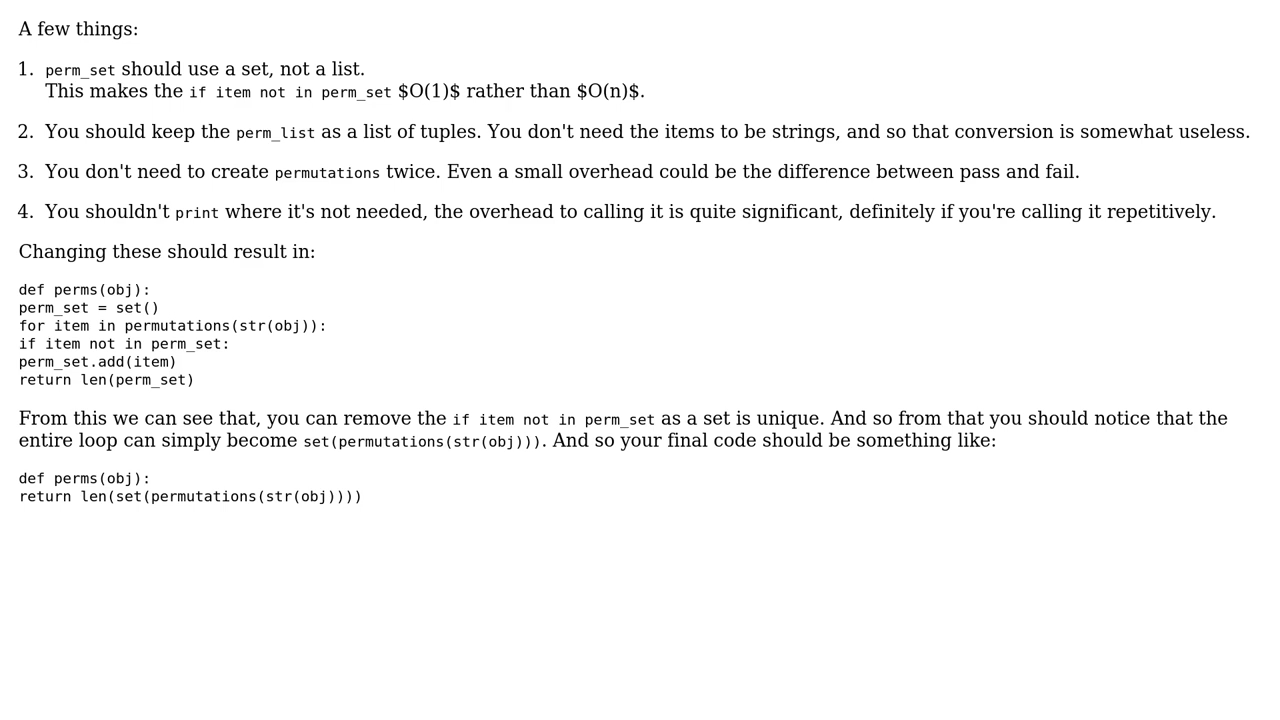 A few things:
1. perm_set should use a set, not a list.
This makes the if item not in perm_set $O(1)$ rather than $O(n)$.
2. You should keep the perm_list as a list of tuples. You don't need the items to be strings, and so that conversion is somewhat useless.
3. You don't need to create permutations twice. Even a small overhead could be the difference between pass and fail.
4. You shouldn't print where it's not needed, the overhead to calling it is quite significant, definitely if you're calling it repetitively.
Changing these should result in:
def perms(obj):
perm_set = set()
for item in permutations(str(obj)):
if item not in perm_set:
perm_set.add(item)
return len(perm_set)
From this we can see that, you can remove the if item not in perm_set as a set is unique. And so from that you should notice that the
entire loop can simply become set(permutations(str(obj))). And so your final code should be something like:
def perms(obj):
return len(set(permutations(str(obj))))